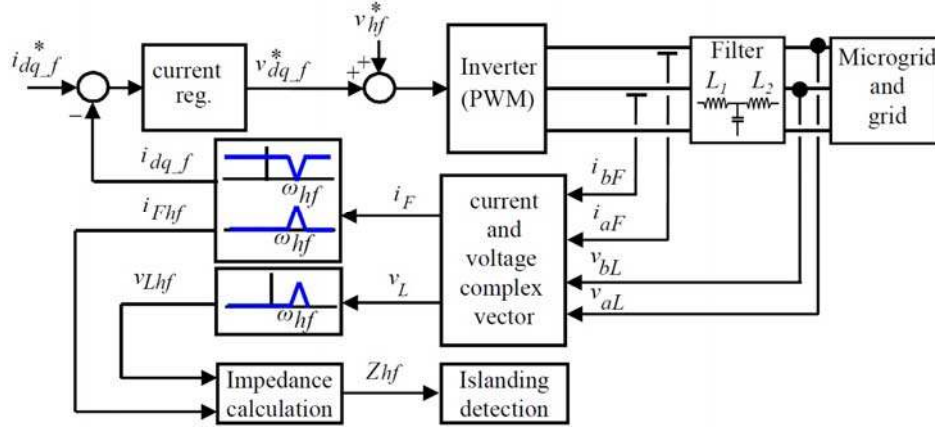 i*dq_f
−
current
reg.
v*dq_f
v*hf
+
+
Inverter
(PWM)
Filter
L1 L2
Microgrid
and
grid
idq_f
ωhf
iFhf
ωhf
iF
vLhf
ωhf
vL
current
and
voltage
complex
vector
ibF
iaF
vbL
vaL
Impedance
calculation
Zhf
Islanding
detection